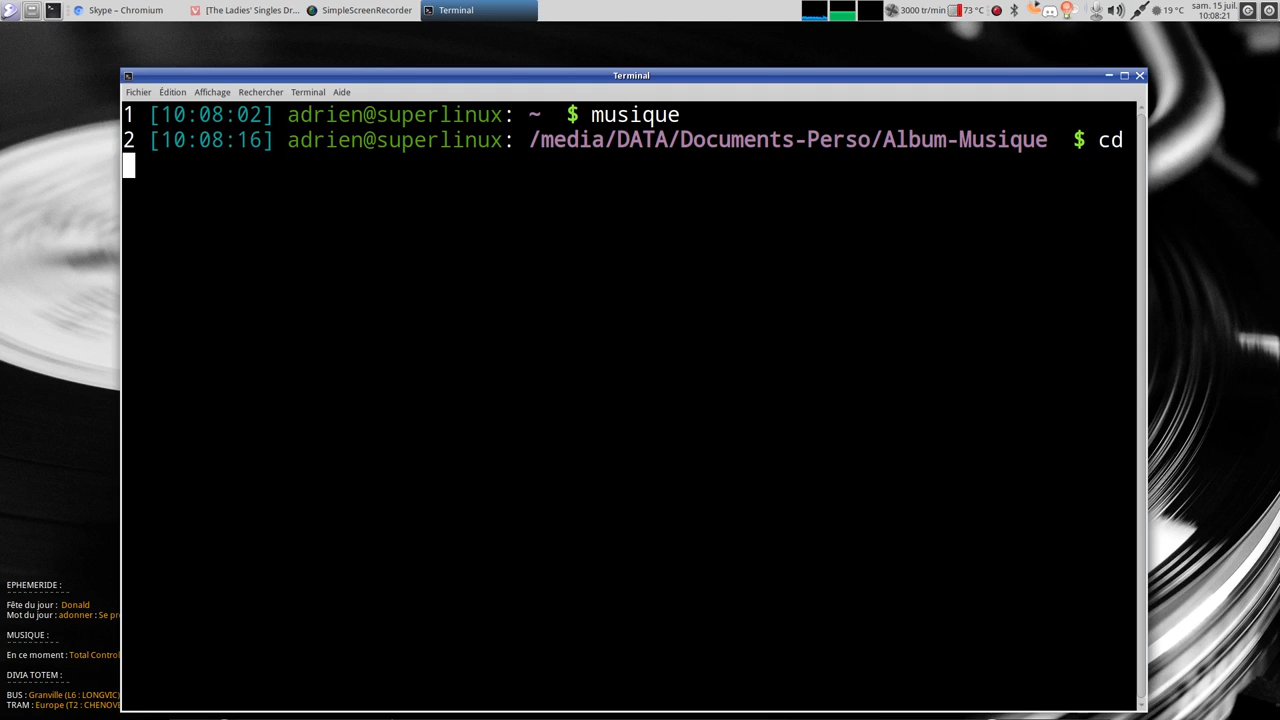 Skype – Chromium
[The Ladies' Singles Dr...
SimpleScreenRecorder
Terminal
3000 tr/min
73 °C
19 °C
sam. 15 juil.
10:08:21
Terminal
Fichier Édition Affichage Rechercher Terminal Aide
1 [10:08:02] adrien@superlinux: ~ $ musique
2 [10:08:16] adrien@superlinux: /media/DATA/Documents-Perso/Album-Musique $ cd
EPHEMERIDE :
Fête du jour : Donald
Mot du jour : adonner : Se pr
MUSIQUE :
En ce moment : Total Control
DIVIA TOTEM :
BUS : Granville (L6 : LONGVIC)
TRAM : Europe (T2 : CHENOVE